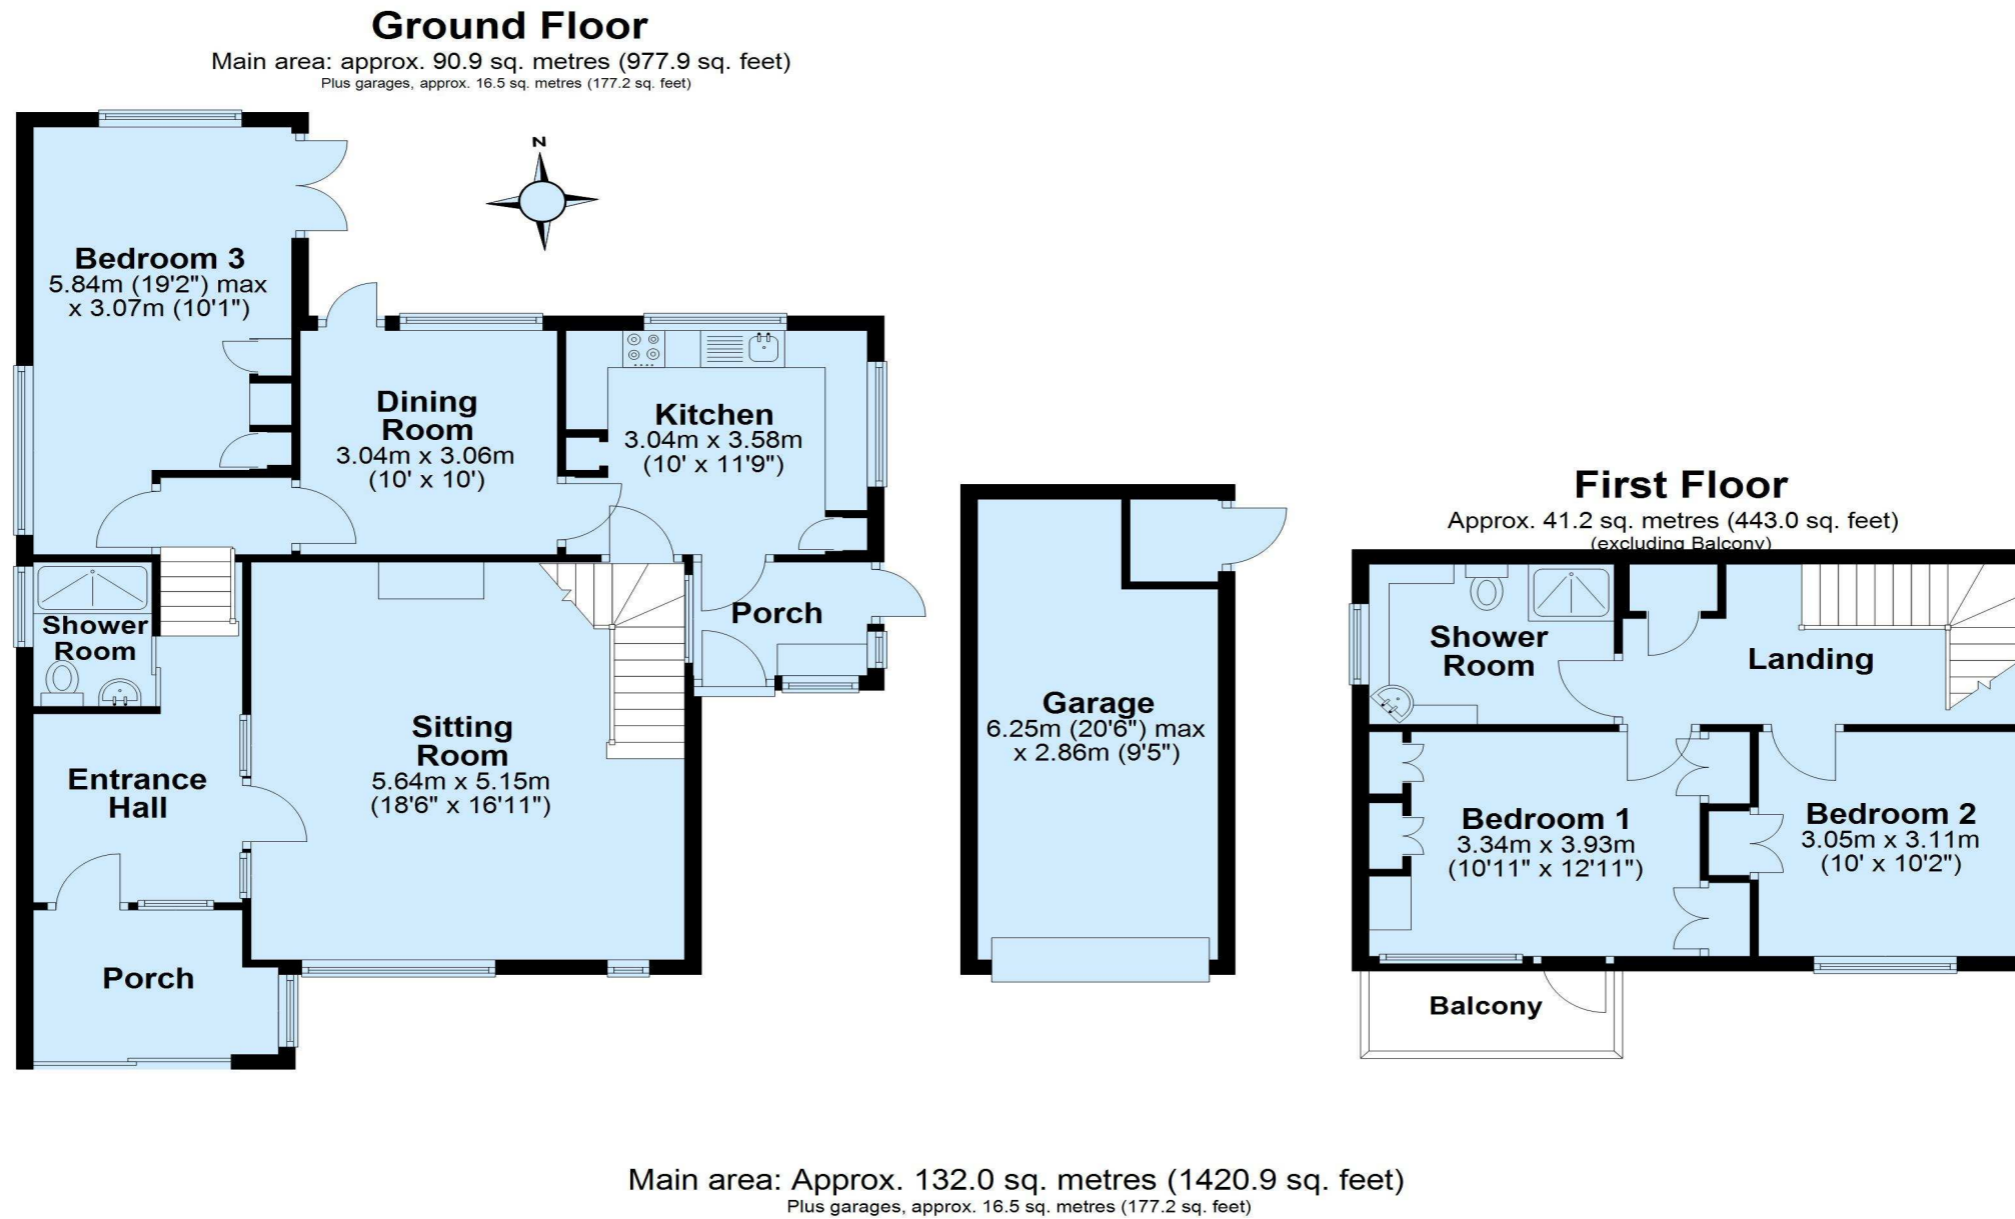 Ground Floor
Main area: approx. 90.9 sq. metres (977.9 sq. feet)
Plus garages, approx. 16.5 sq. metres (177.2 sq. feet)
N
Bedroom 3
5.84m (19'2") max
x 3.07m (10'1")
Dining
Room
3.04m x 3.06m
(10' x 10')
Kitchen
3.04m x 3.58m
(10' x 11'9")
Shower
Room
Porch
Sitting
Room
5.64m x 5.15m
(18'6" x 16'11")
Entrance
Hall
Porch
Garage
6.25m (20'6") max
x 2.86m (9'5")
First Floor
Approx. 41.2 sq. metres (443.0 sq. feet)
(excluding Balcony)
Shower
Room
Landing
Bedroom 1
3.34m x 3.93m
(10'11" x 12'11")
Bedroom 2
3.05m x 3.11m
(10' x 10'2")
Balcony
Main area: Approx. 132.0 sq. metres (1420.9 sq. feet)
Plus garages, approx. 16.5 sq. metres (177.2 sq. feet)